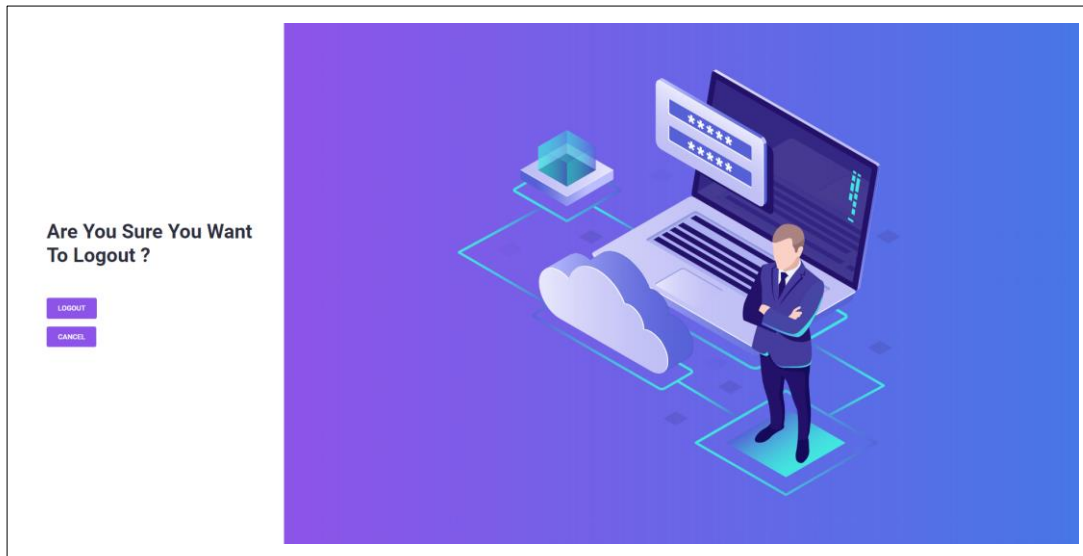 Are You Sure You Want
To Logout ?
LOGOUT
CANCEL
*****
*****